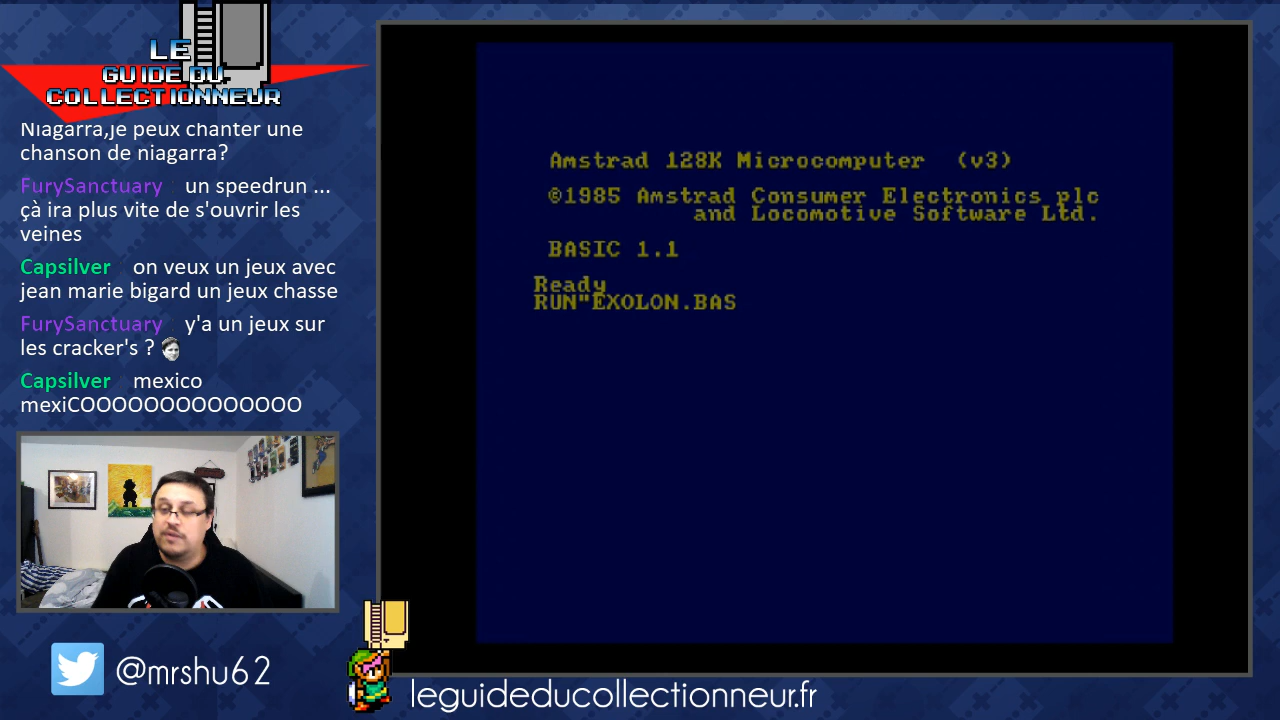 LE
GUIDE DU
COLLECTIONNEUR
Niagarra,je peux chanter une
chanson de niagarra?
FurySanctuary un speedrun ...
çà ira plus vite de s'ouvrir les
veines
Capsilver on veux un jeux avec
jean marie bigard un jeux chasse
FurySanctuary y'a un jeux sur
les cracker's ?
Capsilver mexico
mexiCOOOOOOOOOOOOOO
@mrshu62
leguideducollectionneur.fr
Amstrad 128K Microcomputer (v3)
©1985 Amstrad Consumer Electronics plc
and Locomotive Software Ltd.
BASIC 1.1
Ready
RUN"EXOLON.BAS